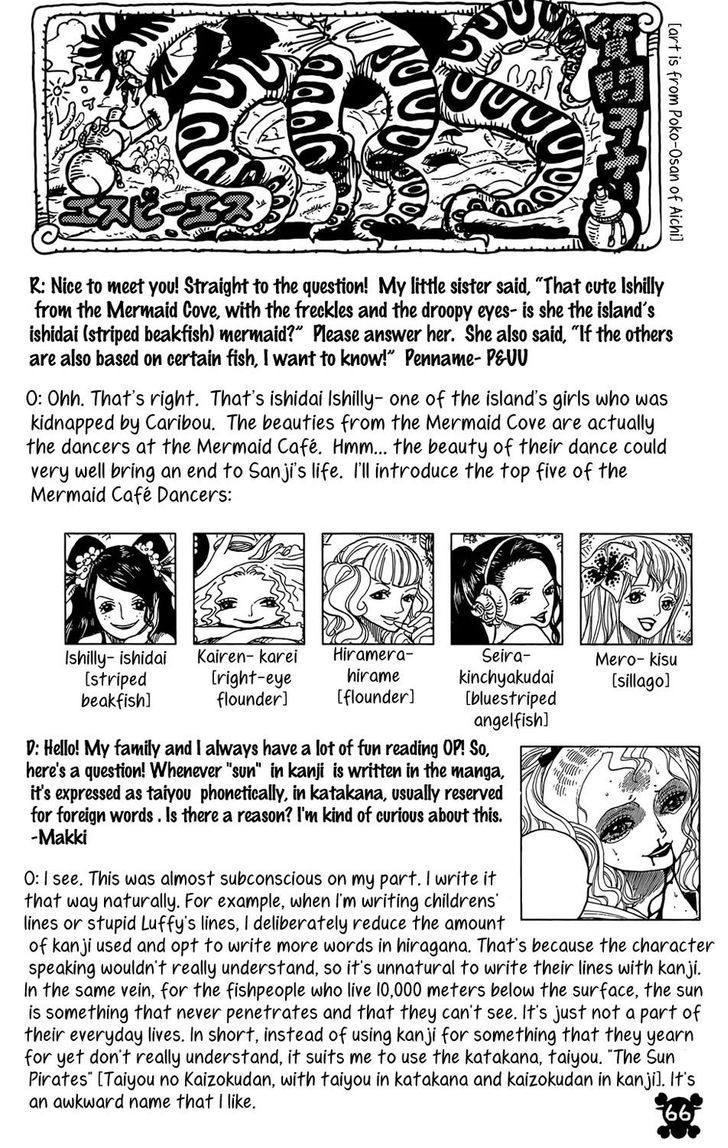 質問コーナー
[art is from Poko-Osan of Aichi]
エスビーエス
R: Nice to meet you! Straight to the question! My little sister said, "That cute Ishilly
from the Mermaid Cove, with the freckles and the droopy eyes- is she the island's
ishidai (striped beakfish) mermaid?" Please answer her. She also said, "If the others
are also based on certain fish, I want to know!" Penname- P&UU
O: Ohh. That's right. That's ishidai Ishilly- one of the island's girls who was
kidnapped by Caribou. The beauties from the Mermaid Cove are actually
the dancers at the Mermaid Café. Hmm... the beauty of their dance could
very well bring an end to Sanji's life. I'll introduce the top five of the
Mermaid Café Dancers:
Ishilly- ishidai
[striped
beakfish]
Kairen- karei
[right-eye
flounder]
Hiramera-
hirame
[flounder]
Seira-
kinchyakudai
[bluestriped
angelfish]
Mero- kisu
[sillago]
D: Hello! My family and I always have a lot of fun reading OP! So,
here's a question! Whenever "sun" in kanji is written in the manga,
it's expressed as taiyou phonetically, in katakana, usually reserved
for foreign words . Is there a reason? I'm kind of curious about this.
-Makki
O: I see. This was almost subconscious on my part. I write it
that way naturally. For example, when I'm writing childrens'
lines or stupid Luffy's lines, I deliberately reduce the amount
of kanji used and opt to write more words in hiragana. That's because the character
speaking wouldn't really understand, so it's unnatural to write their lines with kanji.
In the same vein, for the fishpeople who live 10,000 meters below the surface, the sun
is something that never penetrates and that they can't see. It's just not a part of
their everyday lives. In short, instead of using kanji for something that they yearn
for yet don't really understand, it suits me to use the katakana, taiyou. "The Sun
Pirates" [Taiyou no Kaizokudan, with taiyou in katakana and kaizokudan in kanji]. It's
an awkward name that I like.
66